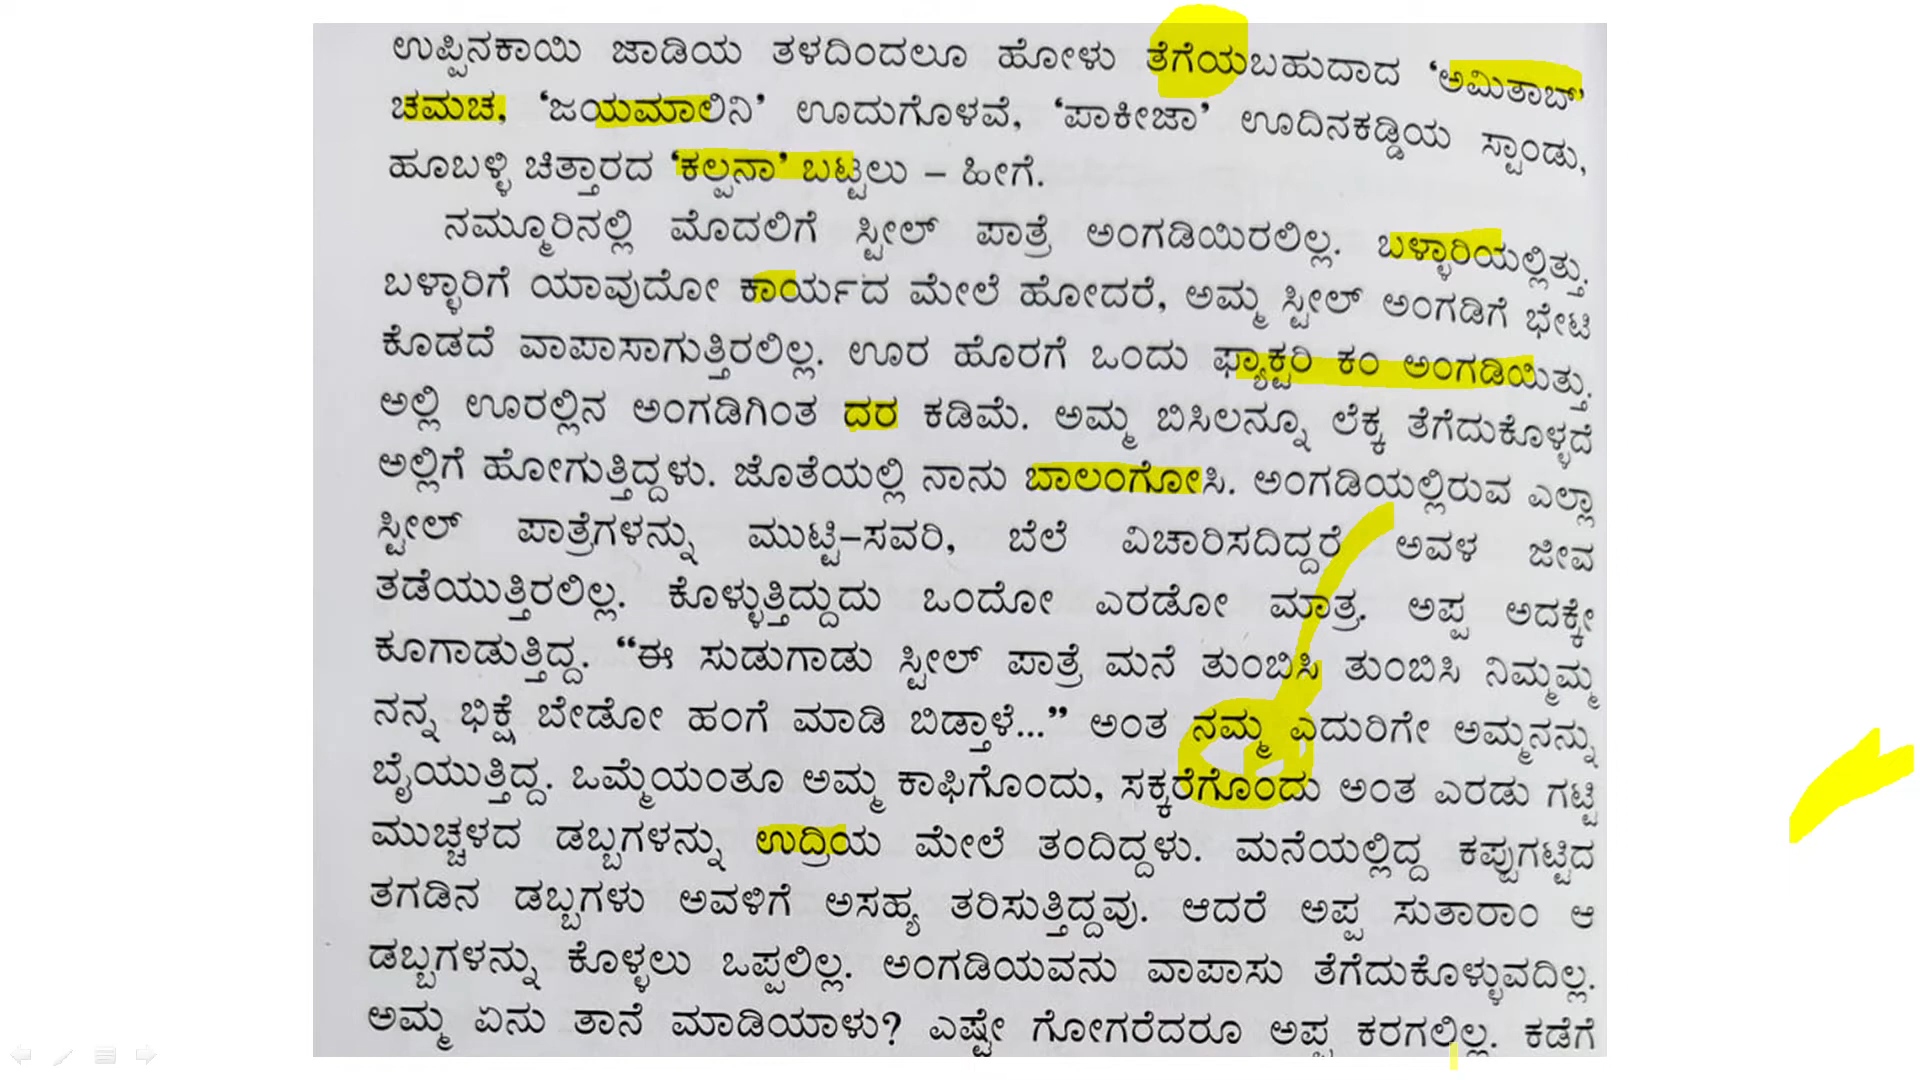 ಉಪ್ಪಿನಕಾಯಿ ಜಾಡಿಯ ತಳದಿಂದಲೂ ಹೋಳು ತೆಗೆಯಬಹುದಾದ ‘ಅಮಿತಾಬ್’
ಚಮಚ, ‘ಜಯಮಾಲಿನಿ’ ಊದುಗೊಳವೆ, ‘ಪಾಕೀಜಾ’ ಊದಿನಕಡ್ಡಿಯ ಸ್ಟಾಂಡು,
ಹೂಬಳ್ಳಿ ಚಿತ್ತಾರದ ‘ಕಲ್ಪನಾ’ ಬಟ್ಟಲು – ಹೀಗೆ.
ನಮ್ಮೂರಿನಲ್ಲಿ ಮೊದಲಿಗೆ ಸ್ಟೀಲ್ ಪಾತ್ರೆ ಅಂಗಡಿಯಿರಲಿಲ್ಲ. ಬಳ್ಳಾರಿಯಲ್ಲಿತ್ತು.
ಬಳ್ಳಾರಿಗೆ ಯಾವುದೋ ಕಾರ್ಯದ ಮೇಲೆ ಹೋದರೆ, ಅಮ್ಮ ಸ್ಟೀಲ್ ಅಂಗಡಿಗೆ ಭೇಟಿ
ಕೊಡದೆ ವಾಪಾಸಾಗುತ್ತಿರಲಿಲ್ಲ. ಊರ ಹೊರಗೆ ಒಂದು ಫ್ಯಾಕ್ಟರಿ ಕಂ ಅಂಗಡಿಯಿತ್ತು.
ಅಲ್ಲಿ ಊರಲ್ಲಿನ ಅಂಗಡಿಗಿಂತ ದರ ಕಡಿಮೆ. ಅಮ್ಮ ಬಿಸಿಲನ್ನೂ ಲೆಕ್ಕ ತೆಗೆದುಕೊಳ್ಳದೆ
ಅಲ್ಲಿಗೆ ಹೋಗುತ್ತಿದ್ದಳು. ಜೊತೆಯಲ್ಲಿ ನಾನು ಬಾಲಂಗೋಸಿ. ಅಂಗಡಿಯಲ್ಲಿರುವ ಎಲ್ಲಾ
ಸ್ಟೀಲ್ ಪಾತ್ರೆಗಳನ್ನು ಮುಟ್ಟಿ–ಸವರಿ, ಬೆಲೆ ವಿಚಾರಿಸದಿದ್ದರೆ ಅವಳ ಜೀವ
ತಡೆಯುತ್ತಿರಲಿಲ್ಲ. ಕೊಳ್ಳುತ್ತಿದ್ದುದು ಒಂದೋ ಎರಡೋ ಮಾತ್ರ. ಅಪ್ಪ ಅದಕ್ಕೇ
ಕೂಗಾಡುತ್ತಿದ್ದ. “ಈ ಸುಡುಗಾಡು ಸ್ಟೀಲ್ ಪಾತ್ರೆ ಮನೆ ತುಂಬಿಸಿ ತುಂಬಿಸಿ ನಿಮ್ಮಮ್ಮ
ನನ್ನ ಭಿಕ್ಷೆ ಬೇಡೋ ಹಂಗೆ ಮಾಡಿ ಬಿಡ್ತಾಳೆ...” ಅಂತ ನಮ್ಮ ಎದುರಿಗೇ ಅಮ್ಮನನ್ನು
ಬೈಯುತ್ತಿದ್ದ. ಒಮ್ಮೆಯಂತೂ ಅಮ್ಮ ಕಾಫಿಗೊಂದು, ಸಕ್ಕರೆಗೊಂದು ಅಂತ ಎರಡು ಗಟ್ಟಿ
ಮುಚ್ಚಳದ ಡಬ್ಬಗಳನ್ನು ಉದ್ರಿಯ ಮೇಲೆ ತಂದಿದ್ದಳು. ಮನೆಯಲ್ಲಿದ್ದ ಕಪ್ಪುಗಟ್ಟಿದ
ತಗಡಿನ ಡಬ್ಬಗಳು ಅವಳಿಗೆ ಅಸಹ್ಯ ತರಿಸುತ್ತಿದ್ದವು. ಆದರೆ ಅಪ್ಪ ಸುತಾರಾಂ ಆ
ಡಬ್ಬಗಳನ್ನು ಕೊಳ್ಳಲು ಒಪ್ಪಲಿಲ್ಲ. ಅಂಗಡಿಯವನು ವಾಪಾಸು ತೆಗೆದುಕೊಳ್ಳುವದಿಲ್ಲ.
ಅಮ್ಮ ಏನು ತಾನೆ ಮಾಡಿಯಾಳು? ಎಷ್ಟೇ ಗೋಗರೆದರೂ ಅಪ್ಪ ಕರಗಲಿಲ್ಲ. ಕಡೆಗೆ